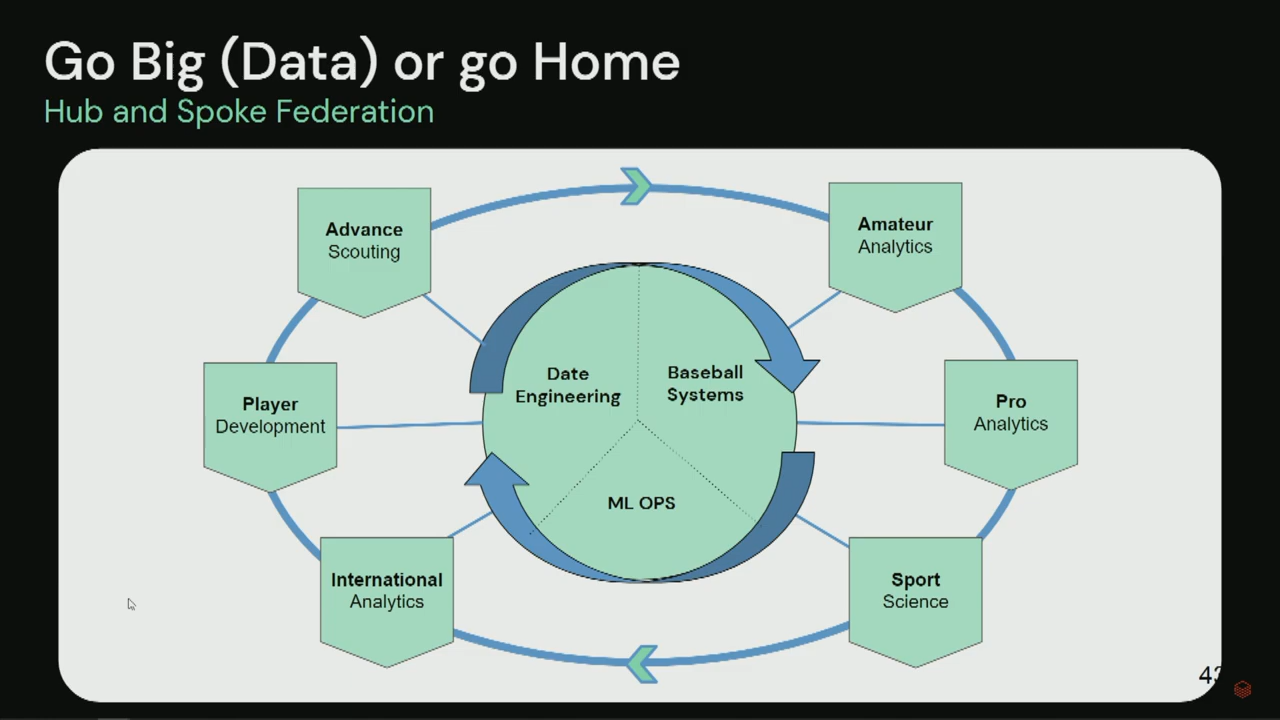 Go Big (Data) or go Home
Hub and Spoke Federation
Advance
Scouting
Amateur
Analytics
Date
Engineering
Baseball
Systems
Player
Development
Pro
Analytics
ML OPS
International
Analytics
Sport
Science
43